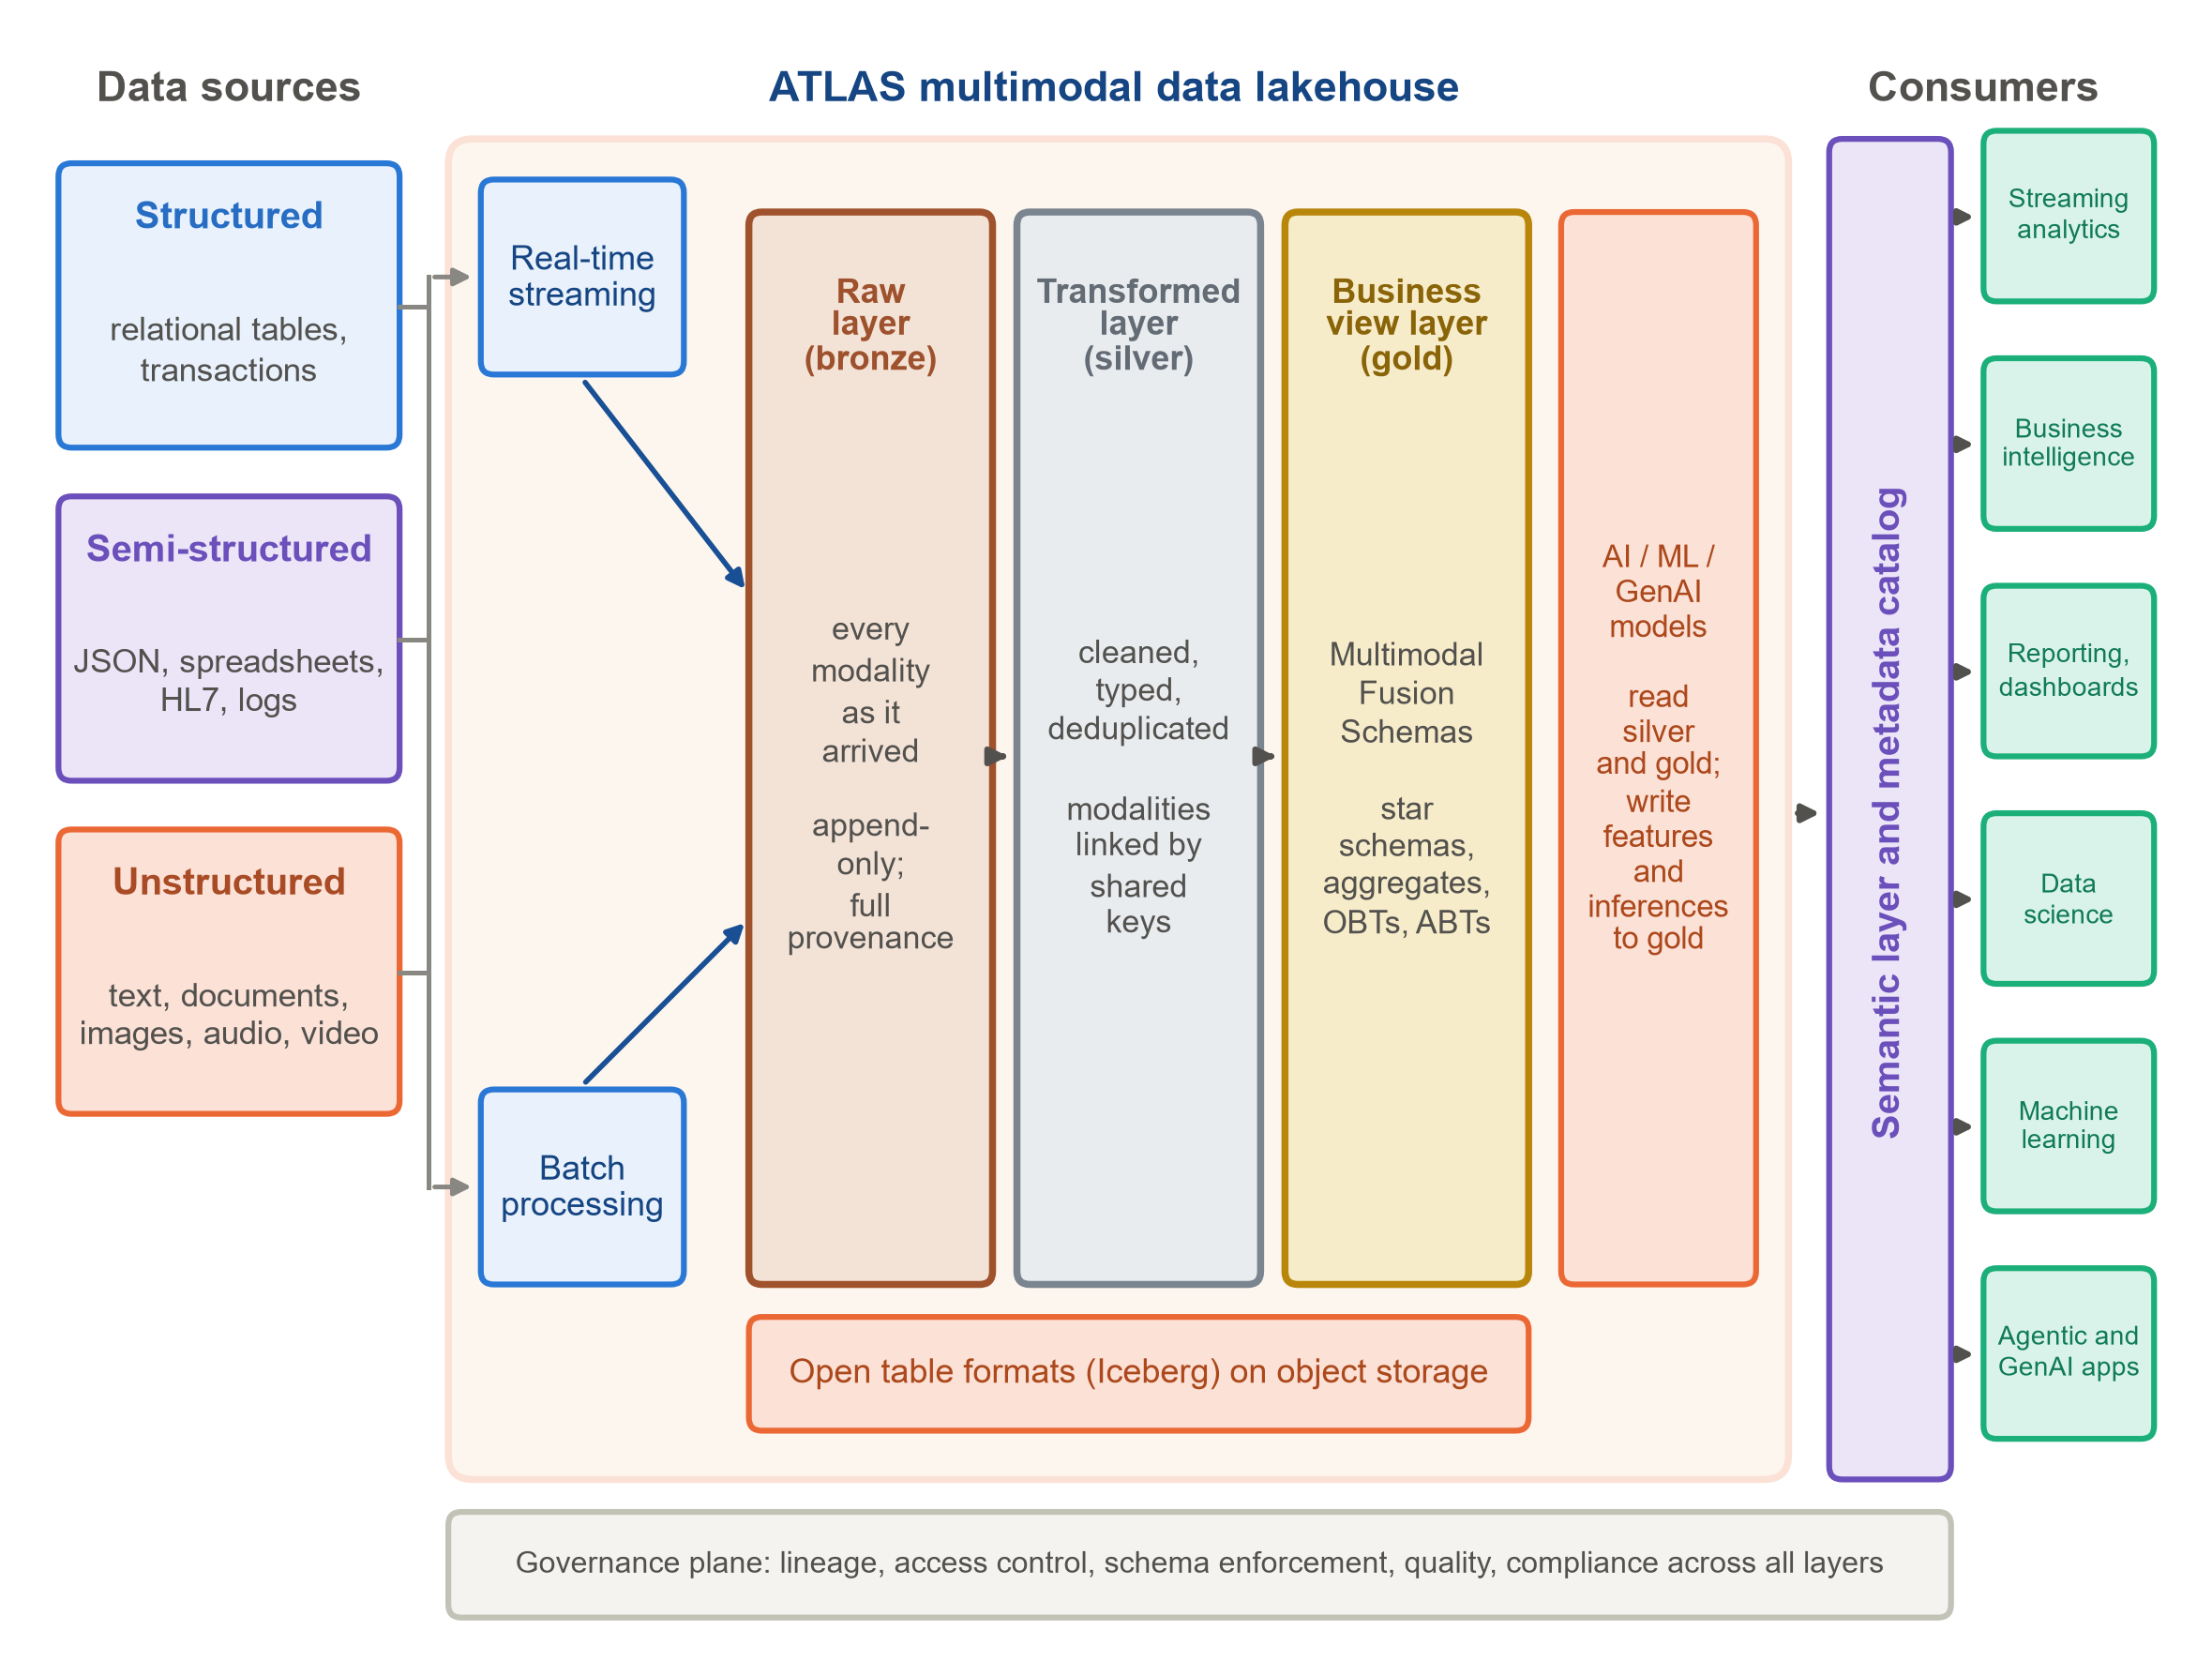 Data sources
ATLAS multimodal data lakehouse
Consumers
Structured
relational tables,
transactions
Semi-structured
JSON, spreadsheets,
HL7, logs
Unstructured
text, documents,
images, audio, video
Real-time
streaming
Batch
processing
Raw
layer
(bronze)
every
modality
as it
arrived
append-
only;
full
provenance
Transformed
layer
(silver)
cleaned,
typed,
deduplicated
modalities
linked by
shared
keys
Business
view layer
(gold)
Multimodal
Fusion
Schemas
star
schemas,
aggregates,
OBTs, ABTs
AI / ML /
GenAI
models
read
silver
and gold;
write
features
and
inferences
to gold
Open table formats (Iceberg) on object storage
Semantic layer and metadata catalog
Streaming
analytics
Business
intelligence
Reporting,
dashboards
Data
science
Machine
learning
Agentic and
GenAI apps
Governance plane: lineage, access control, schema enforcement, quality, compliance across all layers